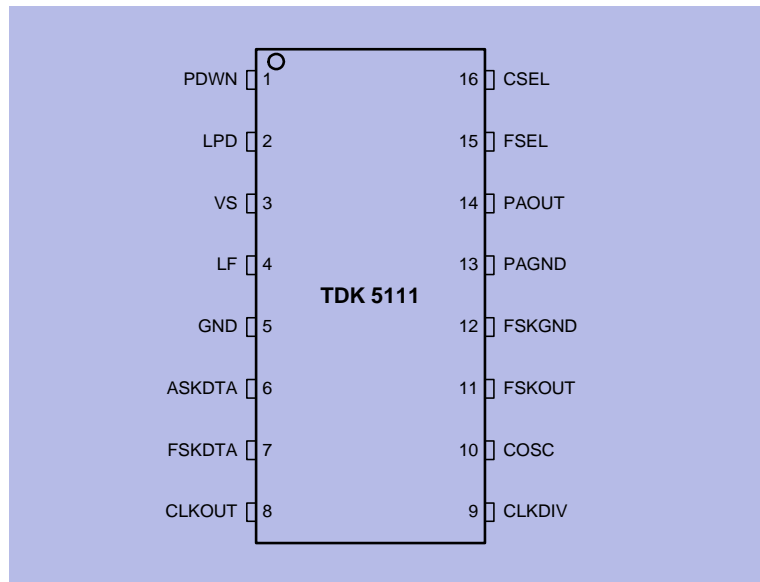 PDWN 1 16 CSEL
LPD 2 15 FSEL
VS 3 14 PAOUT
LF 4 13 PAGND
TDK 5111
GND 5 12 FSKGND
ASKDTA 6 11 FSKOUT
FSKDTA 7 10 COSC
CLKOUT 8 9 CLKDIV